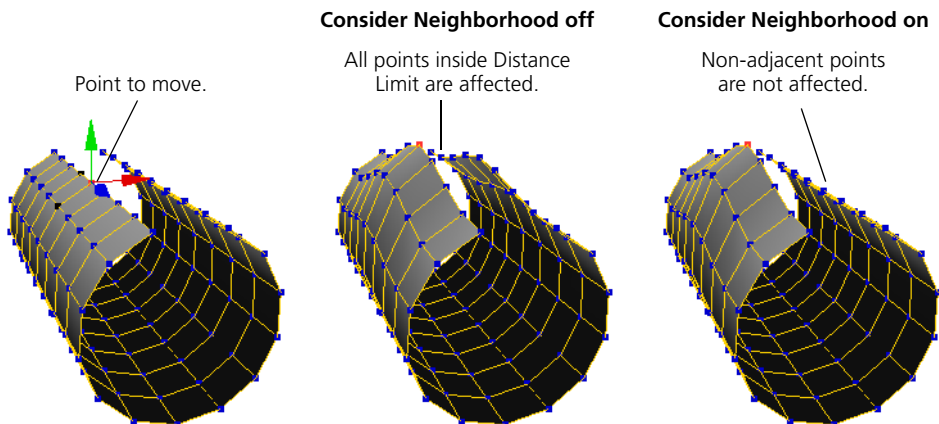 Consider Neighborhood off
Consider Neighborhood on
Point to move.
All points inside Distance
Limit are affected.
Non-adjacent points
are not affected.